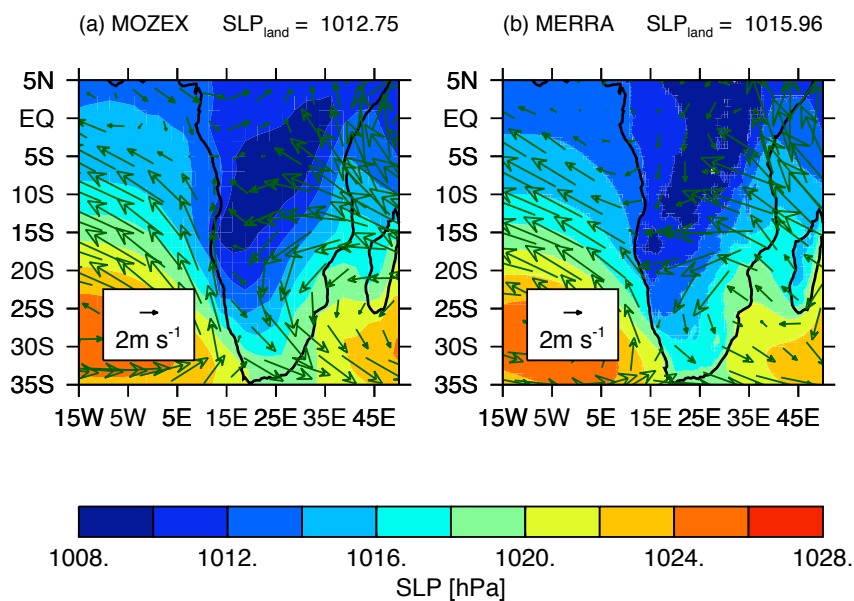 (a) MOZEX SLP_land = 1012.75
(b) MERRA SLP_land = 1015.96
5N
EQ
5S
10S
15S
20S
25S
30S
35S
2m s⁻¹
15W 5W 5E 15E 25E 35E 45E
5N
EQ
5S
10S
15S
20S
25S
30S
35S
2m s⁻¹
15W 5W 5E 15E 25E 35E 45E
1008. 1012. 1016. 1020. 1024. 1028.
SLP [hPa]